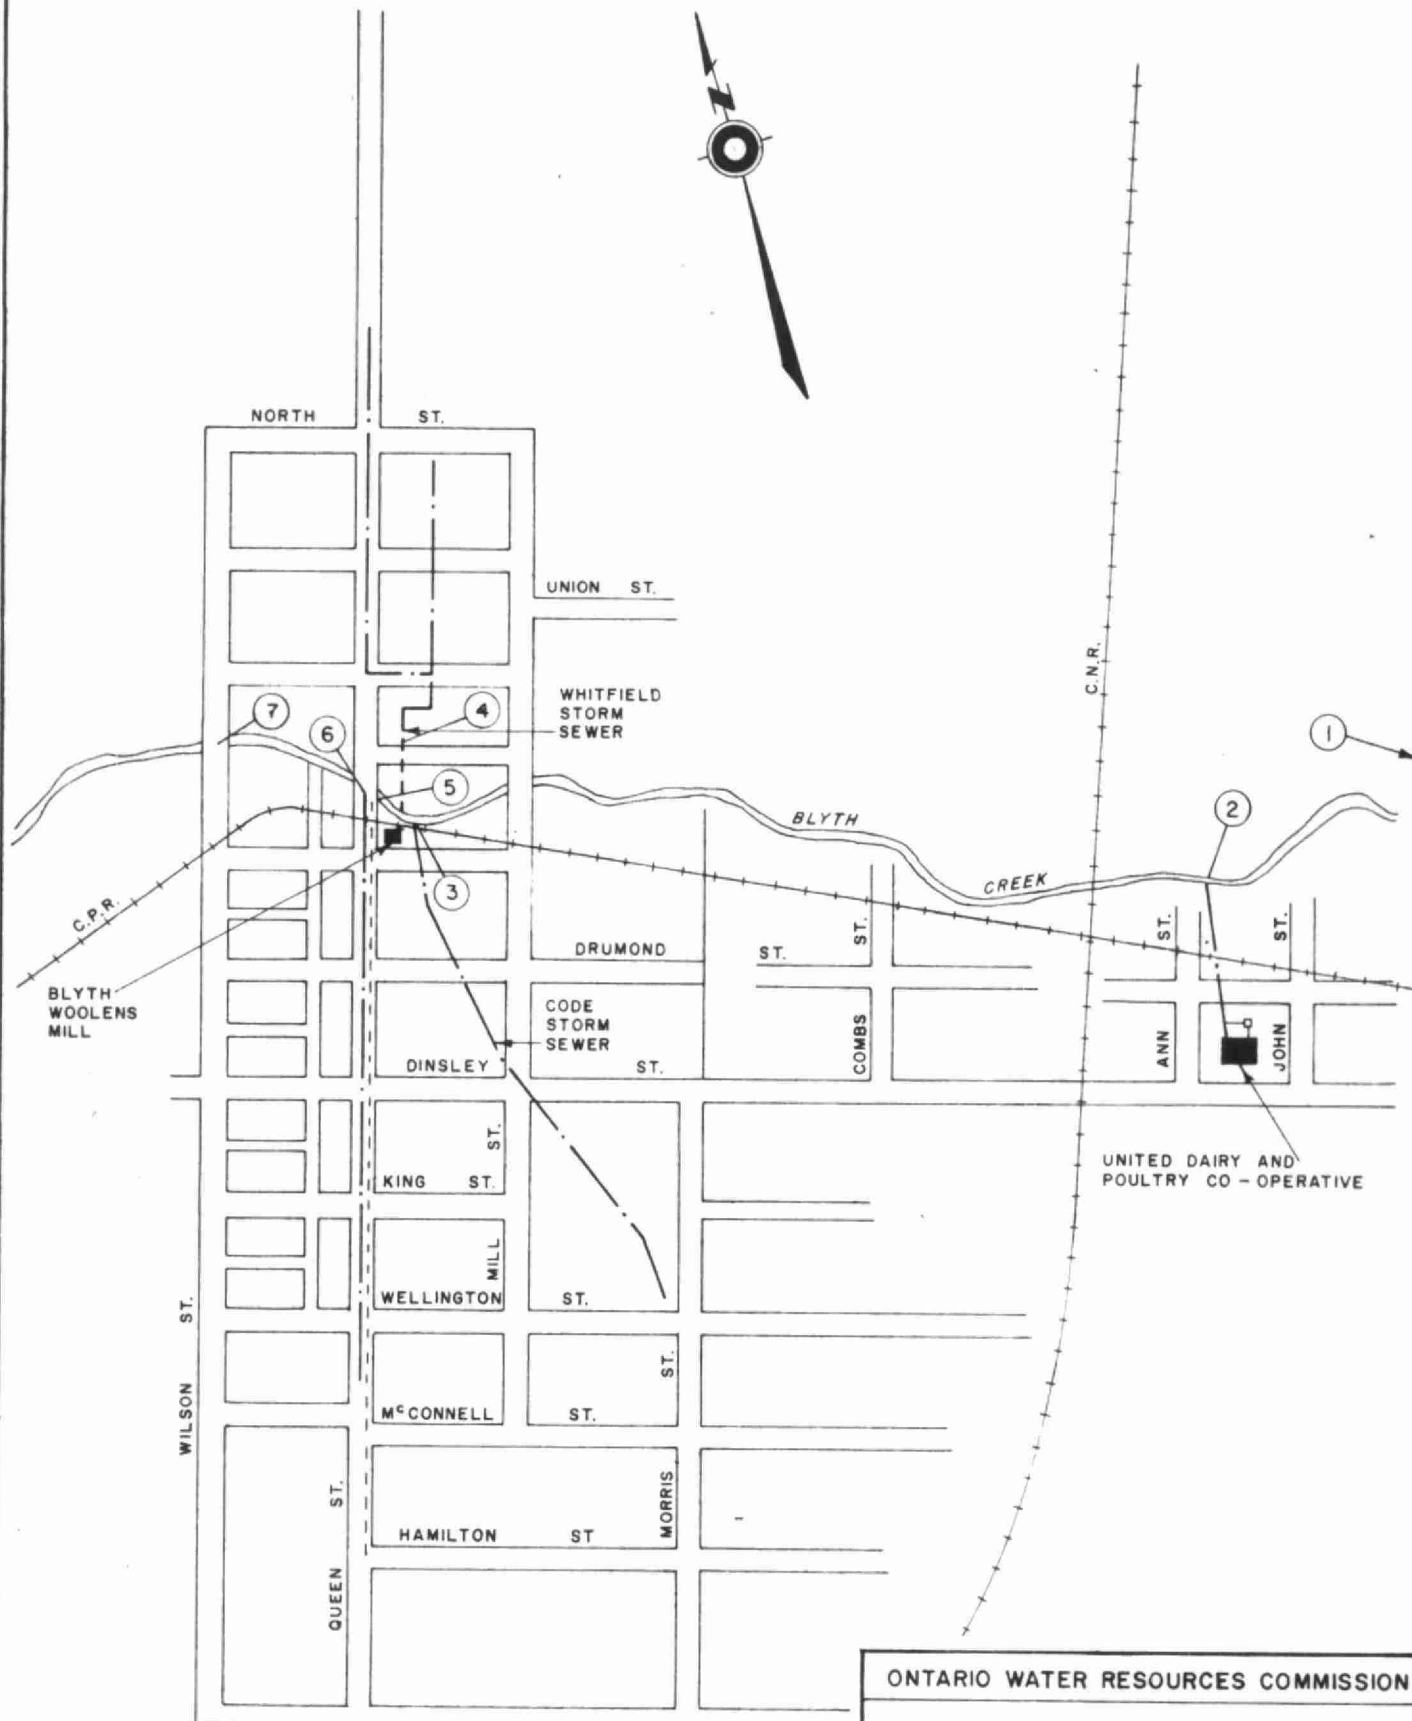 N
NORTH ST.
UNION ST.
C.N.R.
WHITFIELD
STORM
SEWER
1
2
3
4
5
6
7
BLYTH CREEK
C.P.R.
DRUMOND ST.
BLYTH
WOOLENS
MILL
CODE
STORM
SEWER
DINSLEY ST.
COMBS ST.
ANN ST.
JOHN ST.
UNITED DAIRY AND
POULTRY CO-OPERATIVE
KING ST.
MILL ST.
WELLINGTON ST.
WILSON ST.
McCONNELL ST.
MORRIS ST.
HAMILTON ST
QUEEN ST.
ONTARIO WATER RESOURCES COMMISSION